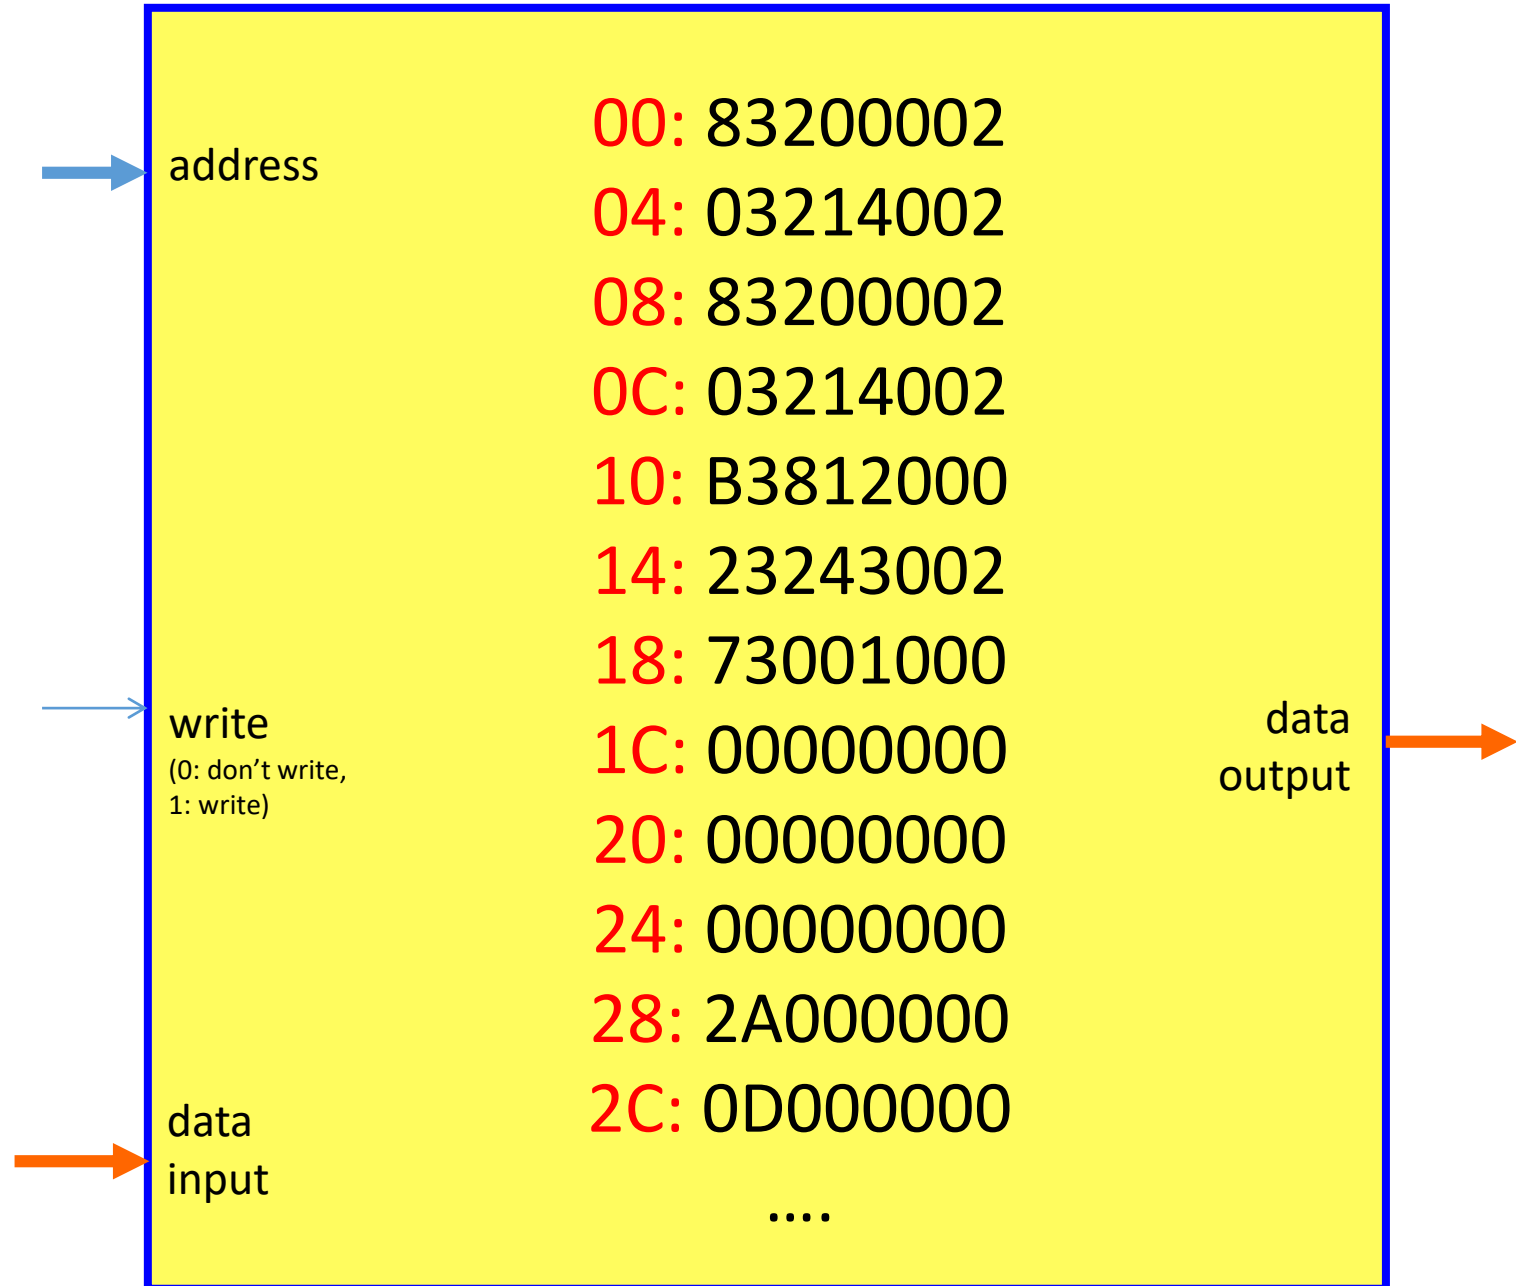 address
write
(0: don’t write,
1: write)
data
input
00: 83200002
04: 03214002
08: 83200002
0C: 03214002
10: B3812000
14: 23243002
18: 73001000
1C: 00000000
20: 00000000
24: 00000000
28: 2A000000
2C: 0D000000
....
data
output